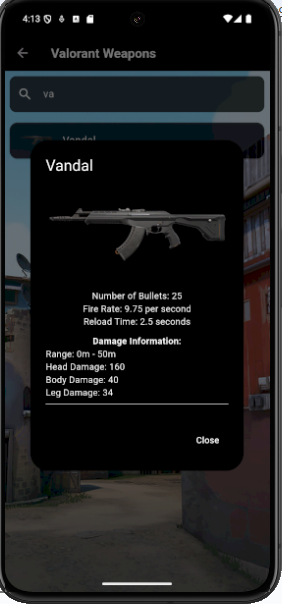 4:13
Valorant Weapons
va
Vandal
Vandal
Number of Bullets: 25
Fire Rate: 9.75 per second
Reload Time: 2.5 seconds
Damage Information:
Range: 0m - 50m
Head Damage: 160
Body Damage: 40
Leg Damage: 34
Close